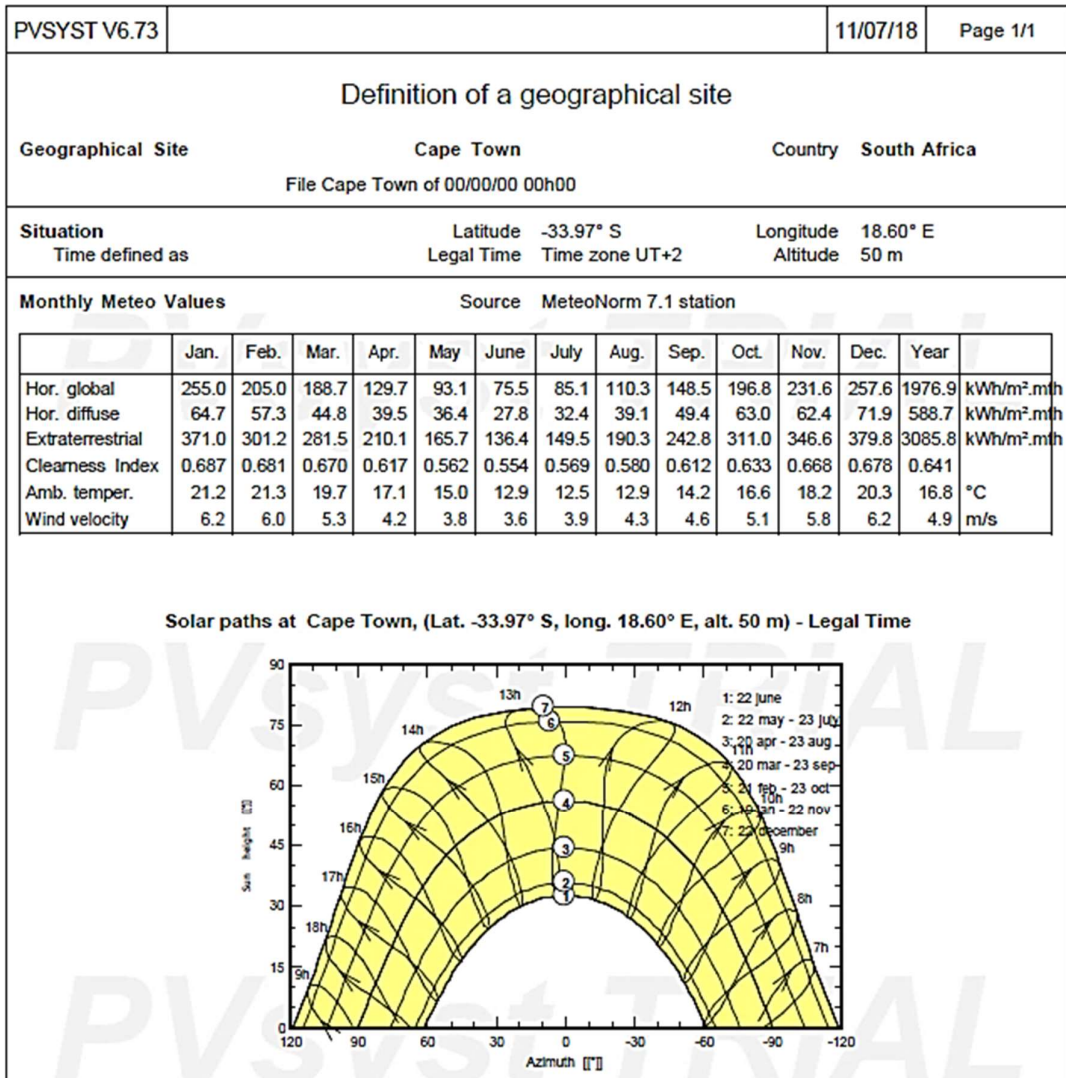 PVSYST V6.73 11/07/18 Page 1/1
Definition of a geographical site
Geographical Site Cape Town Country South Africa
File Cape Town of 00/00/00 00h00
Situation Latitude -33.97° S Longitude 18.60° E
Time defined as Legal Time Time zone UT+2 Altitude 50 m
Monthly Meteo Values Source MeteoNorm 7.1 station
PVsyst TRIAL
Jan. Feb. Mar. Apr. May June July Aug. Sep. Oct. Nov. Dec. Year
Hor. global 255.0 205.0 188.7 129.7 93.1 75.5 85.1 110.3 148.5 196.8 231.6 257.6 1976.9 kWh/m².mth
Hor. diffuse 64.7 57.3 44.8 39.5 36.4 27.8 32.4 39.1 49.4 63.0 62.4 71.9 588.7 kWh/m².mth
Extraterrestrial 371.0 301.2 281.5 210.1 165.7 136.4 149.5 190.3 242.8 311.0 346.6 379.8 3085.8 kWh/m².mth
Clearness Index 0.687 0.681 0.670 0.617 0.562 0.554 0.569 0.580 0.612 0.633 0.668 0.678 0.641
Amb. temper. 21.2 21.3 19.7 17.1 15.0 12.9 12.5 12.9 14.2 16.6 18.2 20.3 16.8 °C
Wind velocity 6.2 6.0 5.3 4.2 3.8 3.6 3.9 4.3 4.6 5.1 5.8 6.2 4.9 m/s
Solar paths at Cape Town, (Lat. -33.97° S, long. 18.60° E, alt. 50 m) - Legal Time
PVsyst TRIAL
90
75
60
45
30
15
0
Sun height [[°]]
1: 22 june
2: 22 may - 23 july
3: 20 apr - 23 aug
4: 20 mar - 23 sep
5: 21 feb - 23 oct
6: 19 jan - 22 nov
7: 22 december
13h 12h
14h 11h
15h 10h
16h 9h
17h 8h
18h 7h
9h
7
6
5
4
3
2
1
120 90 60 30 0 -30 -60 -90 -120
Azimuth [[°]]
PVsyst TRIAL